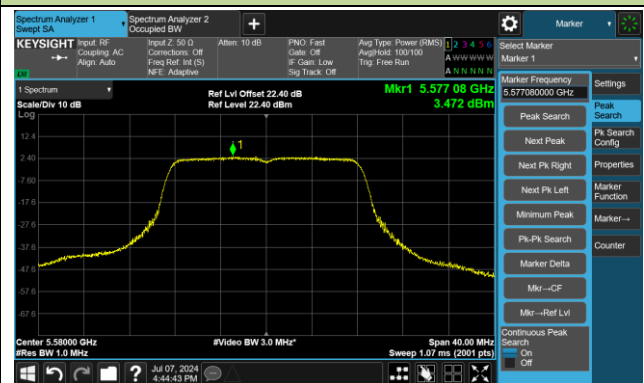 Spectrum Analyzer 1
Swept SA
Spectrum Analyzer 2
Occupied BW
+
Marker
KEYSIGHT
Input: RF
Coupling: AC
Align: Auto
Input Z: 50 Ω
Corrections: Off
Freq Ref: Int (S)
NFE: Adaptive
Atten: 10 dB
PNO: Fast
Gate: Off
IF Gain: Low
Sig Track: Off
Avg Type: Power (RMS)
Avg|Hold: 100/100
Trig: Free Run
1 2 3 4 5 6
A W W W W W
A N N N N N
Select Marker
Marker 1
1 Spectrum
Scale/Div 10 dB
Log
Ref Lvl Offset 22.40 dB
Ref Level 22.40 dBm
Mkr1 5.577 08 GHz
3.472 dBm
12.4
2.40
-7.60
-17.6
-27.6
-37.6
-47.6
-57.6
-67.6
1
Center 5.58000 GHz
#Res BW 1.0 MHz
#Video BW 3.0 MHz*
Span 40.00 MHz
Sweep 1.07 ms (2001 pts)
Marker Frequency
5.577080000 GHz
Peak Search
Next Peak
Next Pk Right
Next Pk Left
Minimum Peak
Pk-Pk Search
Marker Delta
Mkr→CF
Mkr→Ref Lvl
Continuous Peak
Search
On
Off
Settings
Peak
Search
Pk Search
Config
Properties
Marker
Function
Marker→
Counter
?
Jul 07, 2024
4:44:43 PM